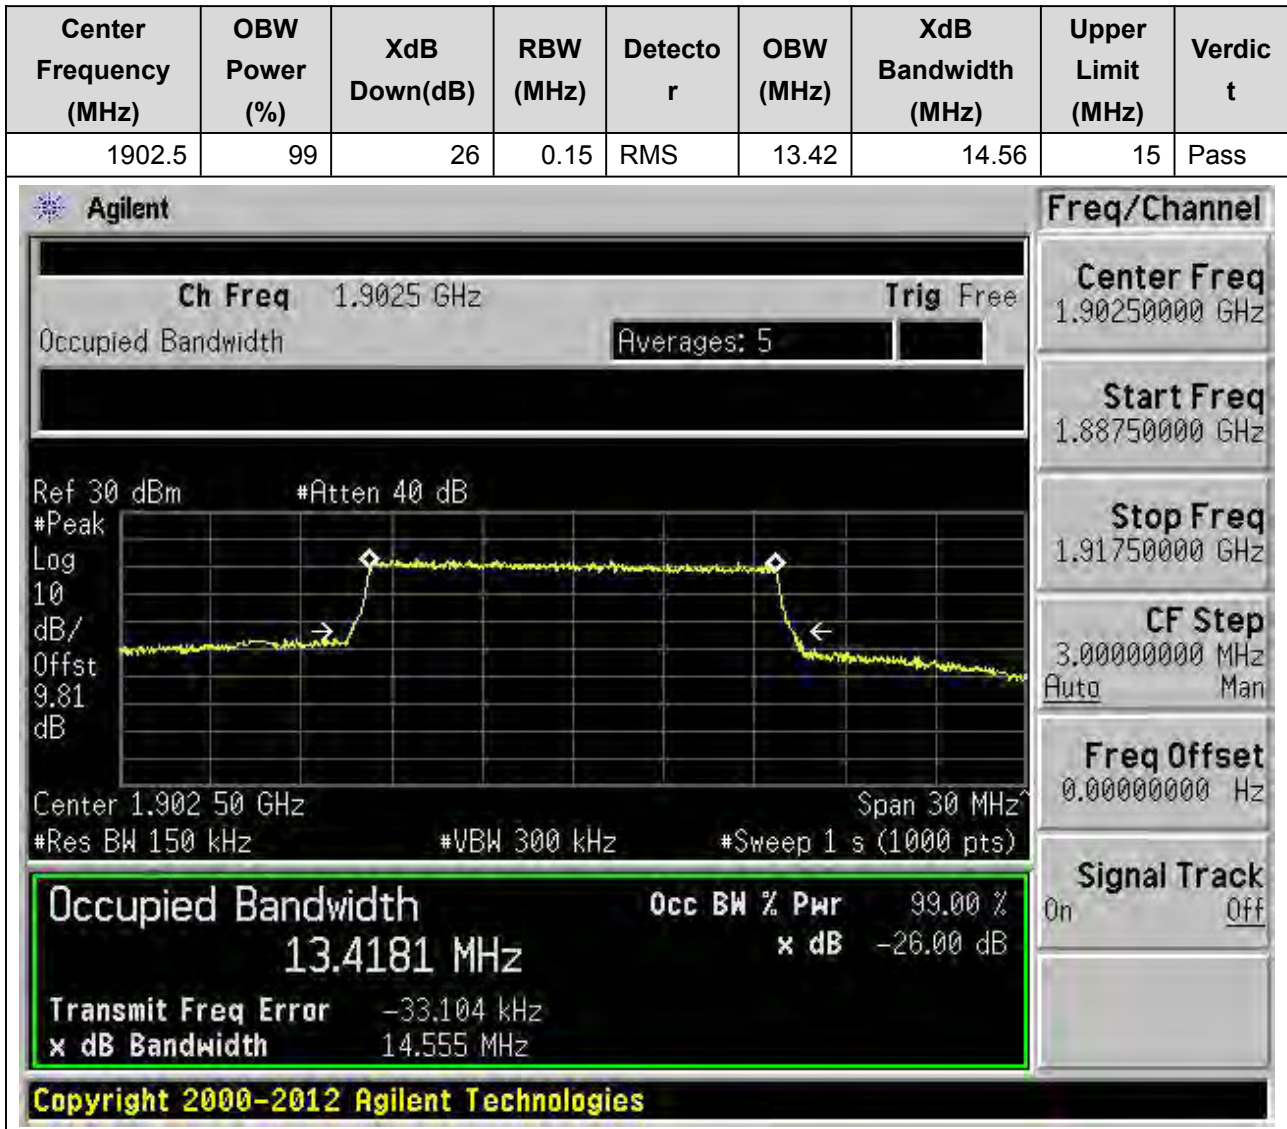 Center Frequency (MHz) OBW Power (%) XdB Down(dB) RBW (MHz) Detector OBW (MHz) XdB Bandwidth (MHz) Upper Limit (MHz) Verdict
1902.5 99 26 0.15 RMS 13.42 14.56 15 Pass
Agilent
Freq/Channel
Ch Freq 1.9025 GHz Trig Free
Occupied Bandwidth Averages: 5
Center Freq
1.90250000 GHz
Start Freq
1.88750000 GHz
Stop Freq
1.91750000 GHz
CF Step
3.00000000 MHz
Auto Man
Freq Offset
0.00000000 Hz
Signal Track
On Off
Ref 30 dBm #Atten 40 dB
#Peak
Log
10
dB/
Offst
9.81
dB
Center 1.902 50 GHz Span 30 MHz^
#Res BW 150 kHz #VBW 300 kHz #Sweep 1 s (1000 pts)
Occupied Bandwidth Occ BW % Pwr 99.00 %
13.4181 MHz x dB -26.00 dB
Transmit Freq Error -33.104 kHz
x dB Bandwidth 14.555 MHz
Copyright 2000-2012 Agilent Technologies